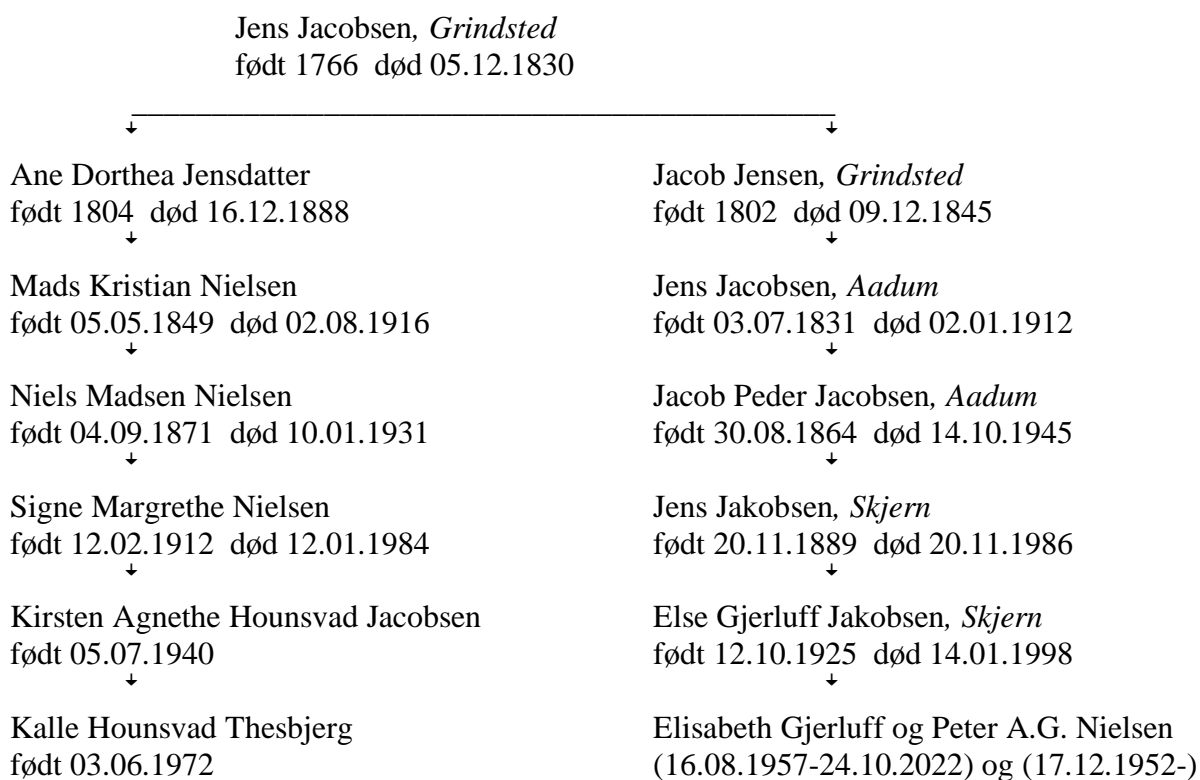 Jens Jacobsen, Grindsted
født 1766 død 05.12.1830
Ane Dorthea Jensdatter
født 1804 død 16.12.1888
Jacob Jensen, Grindsted
født 1802 død 09.12.1845
Mads Kristian Nielsen
født 05.05.1849 død 02.08.1916
Jens Jacobsen, Aadum
født 03.07.1831 død 02.01.1912
Niels Madsen Nielsen
født 04.09.1871 død 10.01.1931
Jacob Peder Jacobsen, Aadum
født 30.08.1864 død 14.10.1945
Signe Margrethe Nielsen
født 12.02.1912 død 12.01.1984
Jens Jakobsen, Skjern
født 20.11.1889 død 20.11.1986
Kirsten Agnethe Hounsvad Jacobsen
født 05.07.1940
Else Gjerluff Jakobsen, Skjern
født 12.10.1925 død 14.01.1998
Kalle Hounsvad Thesbjerg
født 03.06.1972
Elisabeth Gjerluff og Peter A.G. Nielsen
(16.08.1957-24.10.2022) og (17.12.1952-)